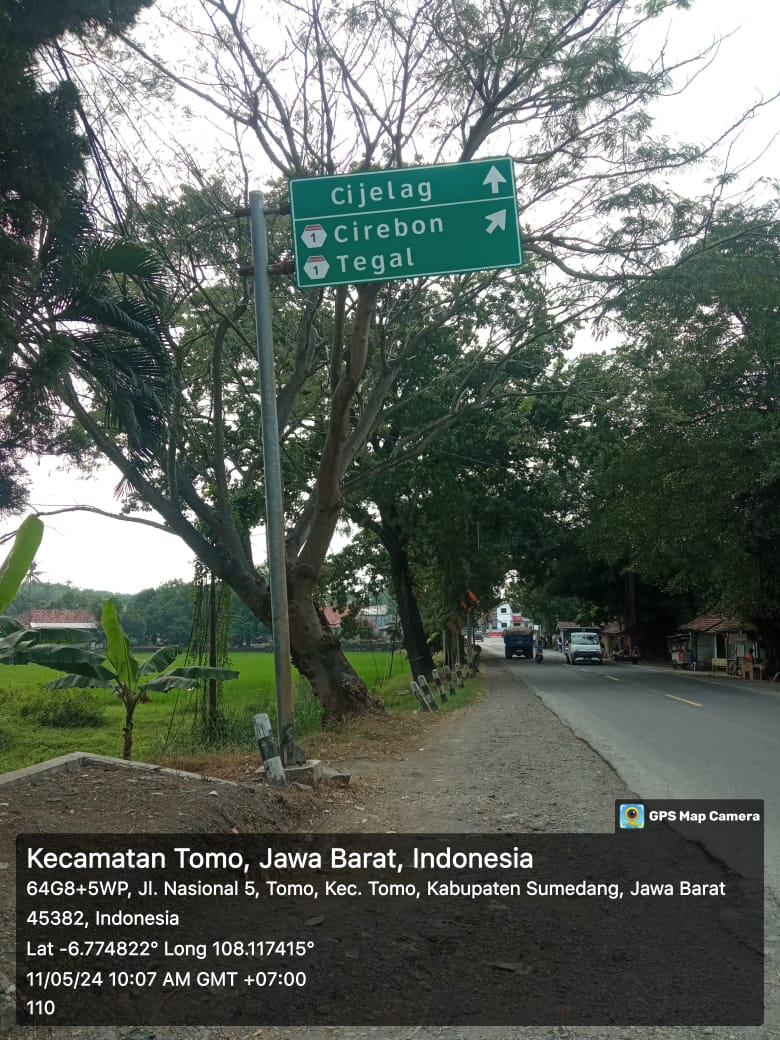 Cijelag
1 Cirebon
1 Tegal
GPS Map Camera
Kecamatan Tomo, Jawa Barat, Indonesia
64G8+5WP, Jl. Nasional 5, Tomo, Kec. Tomo, Kabupaten Sumedang, Jawa Barat
45382, Indonesia
Lat -6.774822° Long 108.117415°
11/05/24 10:07 AM GMT +07:00
110